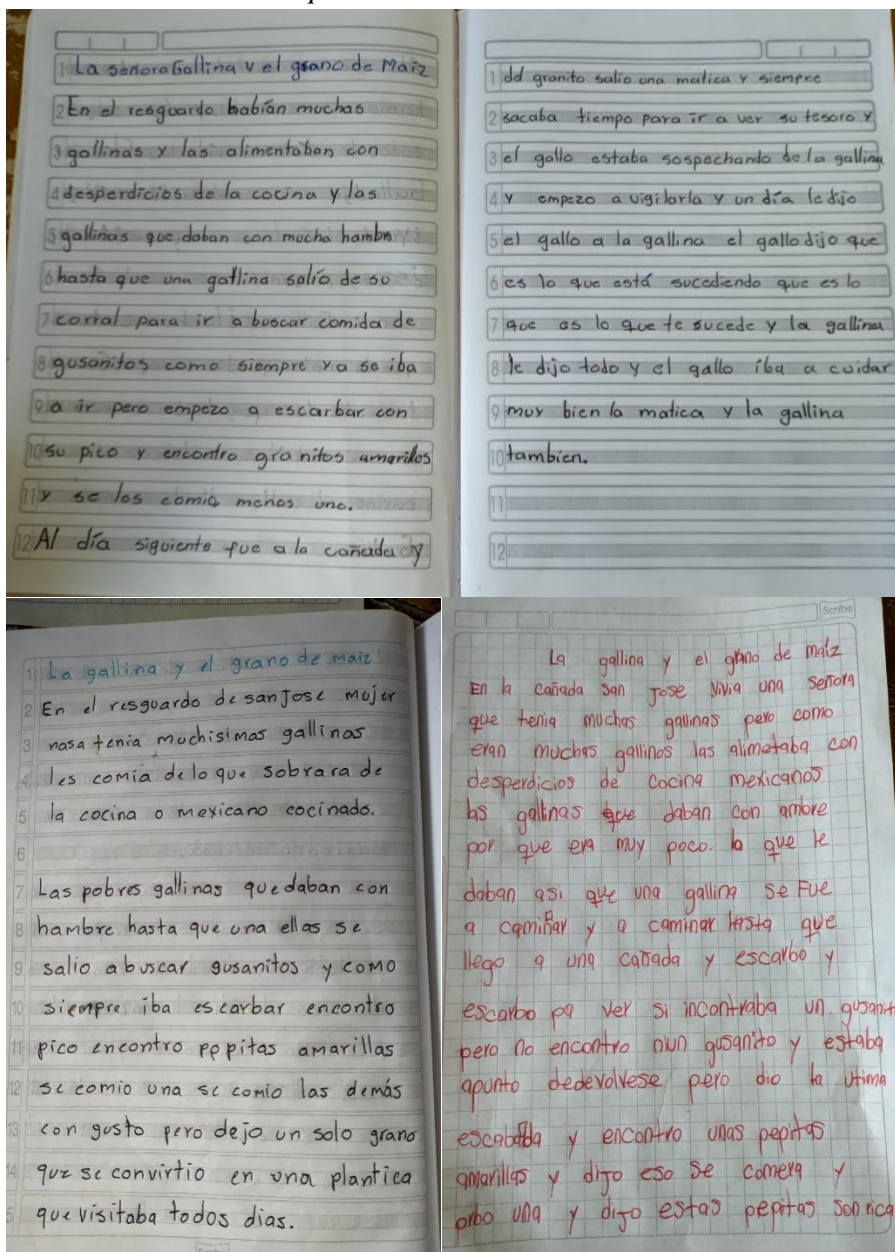 La señora Gallina y el grano de Maiz
En el resguardo habían muchas
gallinas y las alimentaban con
desperdicios de la cocina y las
gallinas que daban con mucha hambre
hasta que una gallina salio de su
corral para ir a buscar comida de
gusanitos como siempre ya se iba
a ir pero empezo a escarbar con
su pico y encontro gra nitos amarillos
y se los comia menos uno.
Al día siguiente fue a la cañada y
del granito salio una matica y siempre
sacaba tiempo para ir a ver su tesoro y
el gallo estaba sospechando de la gallina
y empezo a vigilarla y un día le dijo
el gallo a la gallina el gallo dijo que
es lo que está sucediendo que es lo
que es lo que te sucede y la gallina
le dijo todo y el gallo iba a cuidar
muy bien la matica y la gallina
tambien.
La gallina y el grano de maiz
En el resguardo de san Jose mujer
nasa tenia muchisimas gallinas
les comia de lo que sobrara de
la cocina o mexicano cocinado.
Las pobres gallinas quedaban con
hambre hasta que una ellas se
salio a buscar gusanitos y como
siempre iba escarbar encontro
pico encontro pepitas amarillas
se comio una se comio las demás
con gusto pero dejo un solo grano
que se convirtio en una plantica
que visitaba todos dias.
Scribe
La gallina y el grano de maíz
En la cañada San Jose Vivia una señora
que tenia muchas gallinas pero como
eran muchas gallinos las alimetaba con
desperdicios de cocina mexicanos
las gallinas que daban con ambre
por que era muy poco. lo que le
daban asi que una gallina se Fue
a camiñar y a caminar hasta que
llego a una cañada y escarbo y
escarbo pa ver si incontraba un gusanit
pero no encontro niun gusanito y estaba
apunto dedevolvese pero dio la utima
escabada y encontro unas pepitas
amarillas y dijo eso se comera y
probo una y dijo estas pepitas son rica